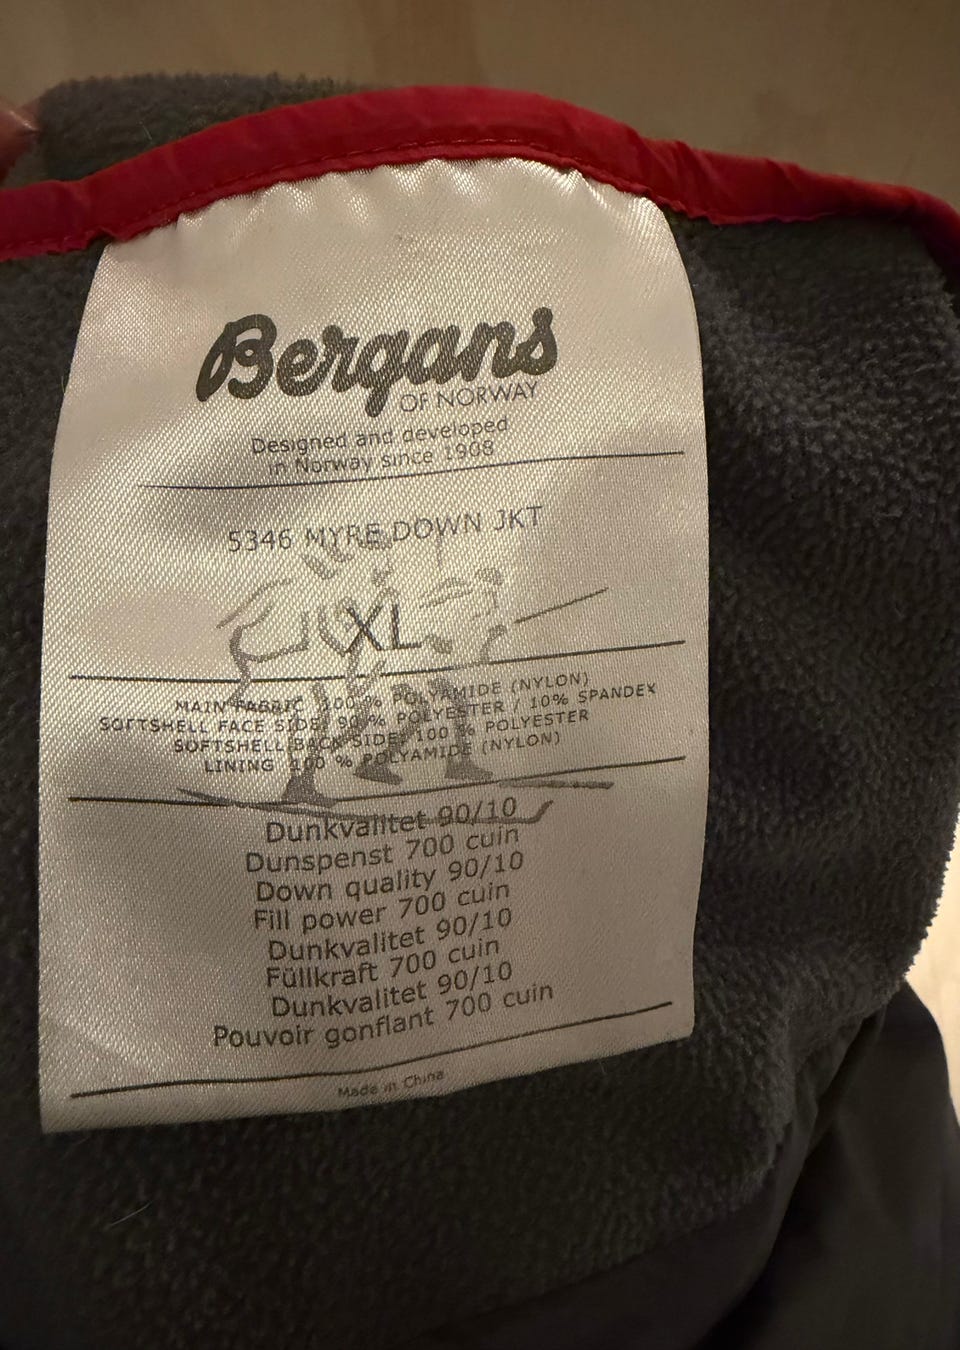 Bergans
OF NORWAY
Designed and developed
in Norway since 1908
5346 MYRE DOWN JKT
XL
MAIN FABRIC 100 % POLYAMIDE (NYLON)
SOFTSHELL FACE SIDE: 90 % POLYESTER / 10% SPANDEX
SOFTSHELL BACK SIDE: 100 % POLYESTER
LINING 100 % POLYAMIDE (NYLON)
Dunkvalitet 90/10
Dunspenst 700 cuin
Down quality 90/10
Fill power 700 cuin
Dunkvalitet 90/10
Füllkraft 700 cuin
Dunkvalitet 90/10
Pouvoir gonflant 700 cuin
Made in China